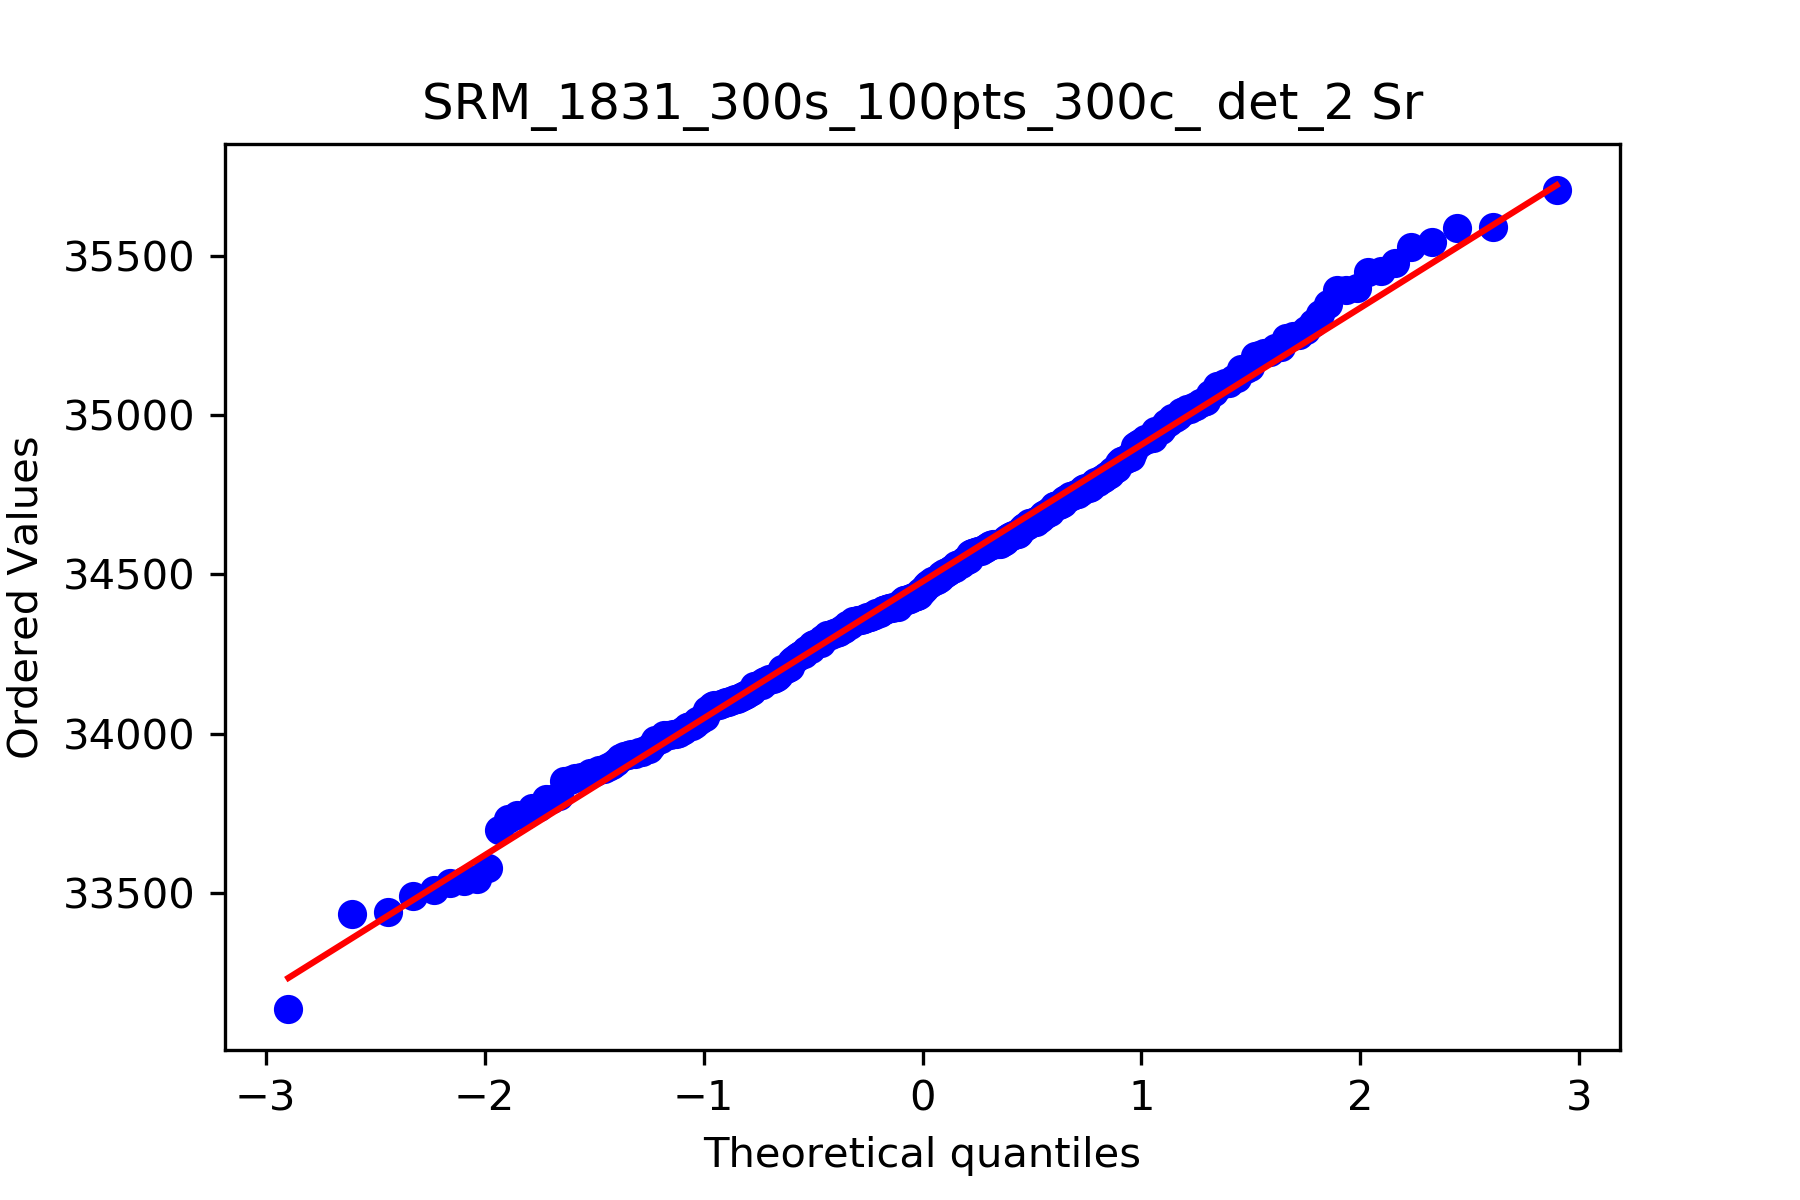 SRM_1831_300s_100pts_300c_ det_2 Sr
35500
35000
34500
34000
33500
Ordered Values
−3 −2 −1 0 1 2 3
Theoretical quantiles